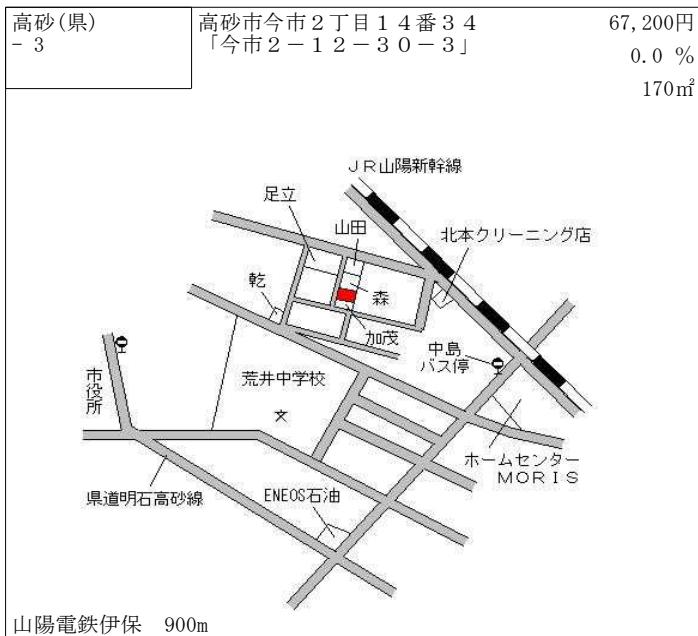 高砂(県)
- 3
高砂市今市２丁目１４番３４
「今市２－１２－３０－３」
67,200円
0.0 %
170㎡
ＪＲ山陽新幹線
足立
山田
北本クリーニング店
乾
森
加茂
中島
バス停
市役所
荒井中学校
文
ホームセンター
ＭＯＲＩＳ
県道明石高砂線
ENEOS石油
山陽電鉄伊保　900m